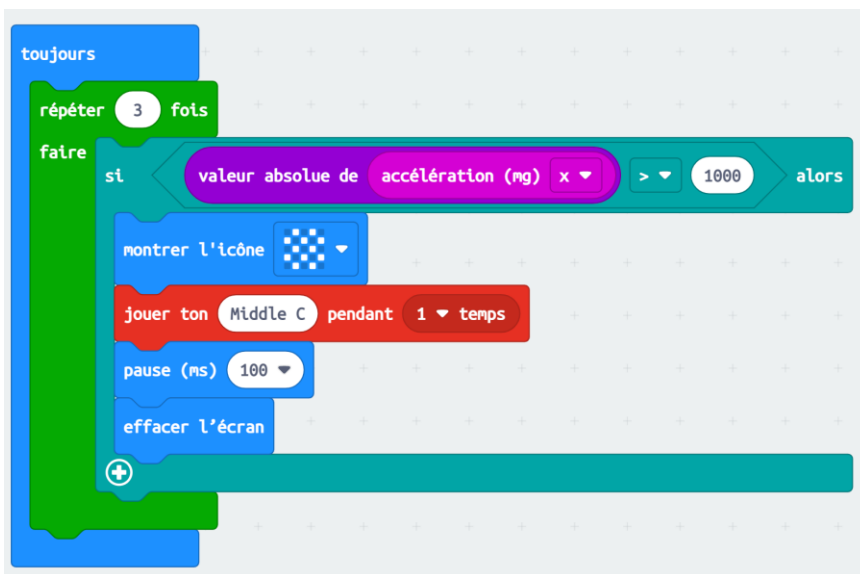 toujours
répéter 3 fois
faire
si valeur absolue de accélération (mg) x > 1000 alors
montrer l'icône
jouer ton Middle C pendant 1 temps
pause (ms) 100
effacer l’écran